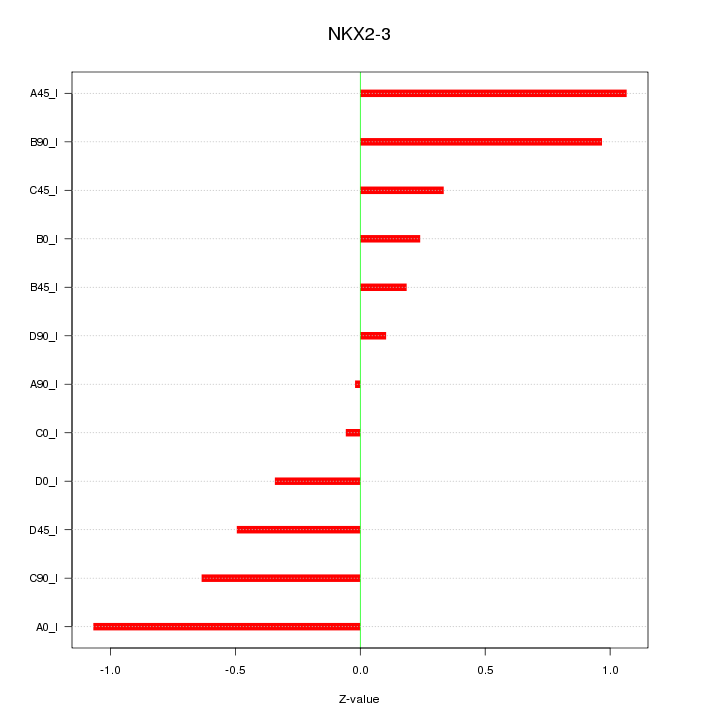 NKX2-3
A45_I
B90_I
C45_I
B0_I
B45_I
D90_I
A90_I
C0_I
D0_I
D45_I
C90_I
A0_I
-1.0 -0.5 0.0 0.5 1.0
Z-value